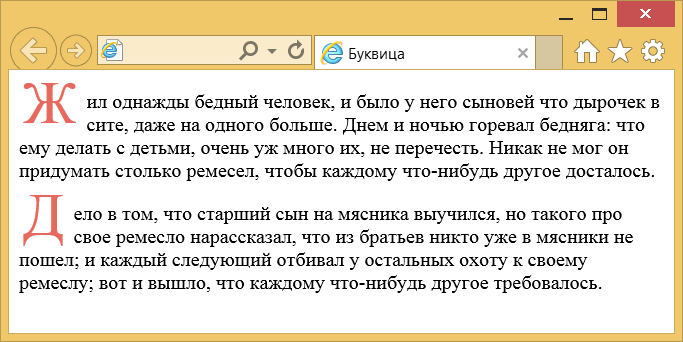 Буквица
Жил однажды бедный человек, и было у него сыновей что дырочек в
сите, даже на одного больше. Днем и ночью горевал бедняга: что
ему делать с детьми, очень уж много их, не перечесть. Никак не мог он
придумать столько ремесел, чтобы каждому что-нибудь другое досталось.
Дело в том, что старший сын на мясника выучился, но такого про
свое ремесло нарассказал, что из братьев никто уже в мясники не
пошел; и каждый следующий отбивал у остальных охоту к своему
ремеслу; вот и вышло, что каждому что-нибудь другое требовалось.